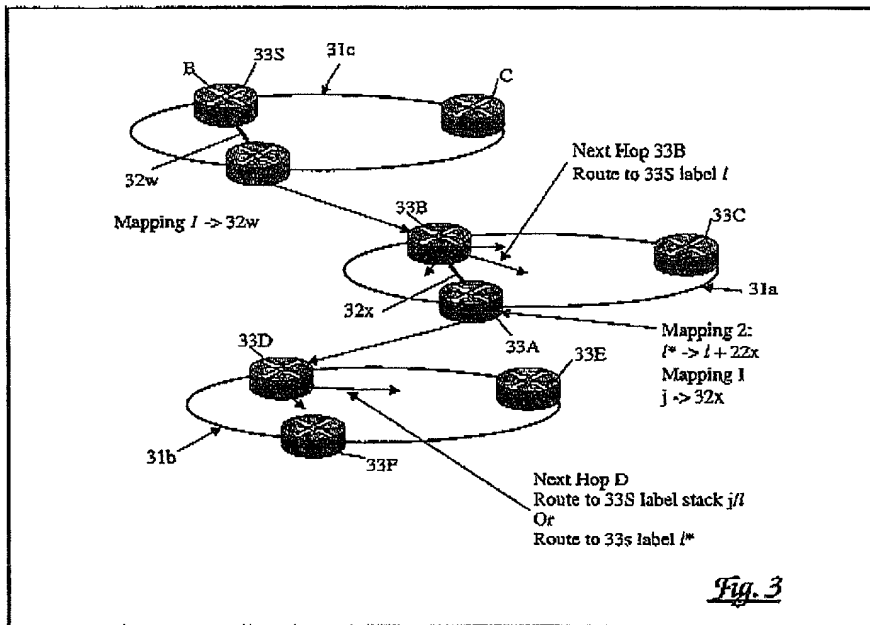 B
33S
31c
C
32w
Next Hop 33B
Route to 33S label l
Mapping 1 -> 32w
33B
33C
32x
31a
33A
Mapping 2:
l* -> l + 22x
Mapping 1
j -> 32x
33D
33E
31b
33F
Next Hop D
Route to 33S label stack j/l
Or
Route to 33s label l*
Fig. 3